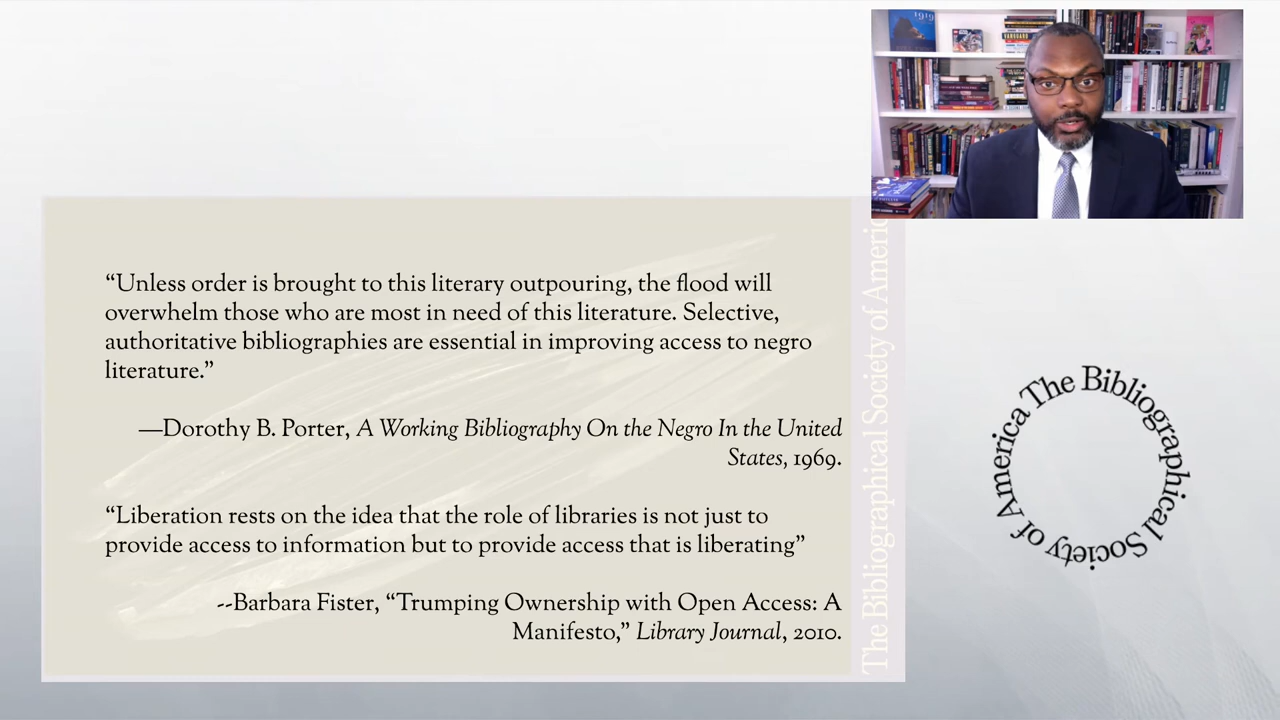 1919
VANGUARD
“Unless order is brought to this literary outpouring, the flood will
overwhelm those who are most in need of this literature. Selective,
authoritative bibliographies are essential in improving access to negro
literature.”
—Dorothy B. Porter, A Working Bibliography On the Negro In the United
States, 1969.
“Liberation rests on the idea that the role of libraries is not just to
provide access to information but to provide access that is liberating”
--Barbara Fister, “Trumping Ownership with Open Access: A
Manifesto,” Library Journal, 2010.
The Bibliographical Society of Americ
The Bibliographical Society of America